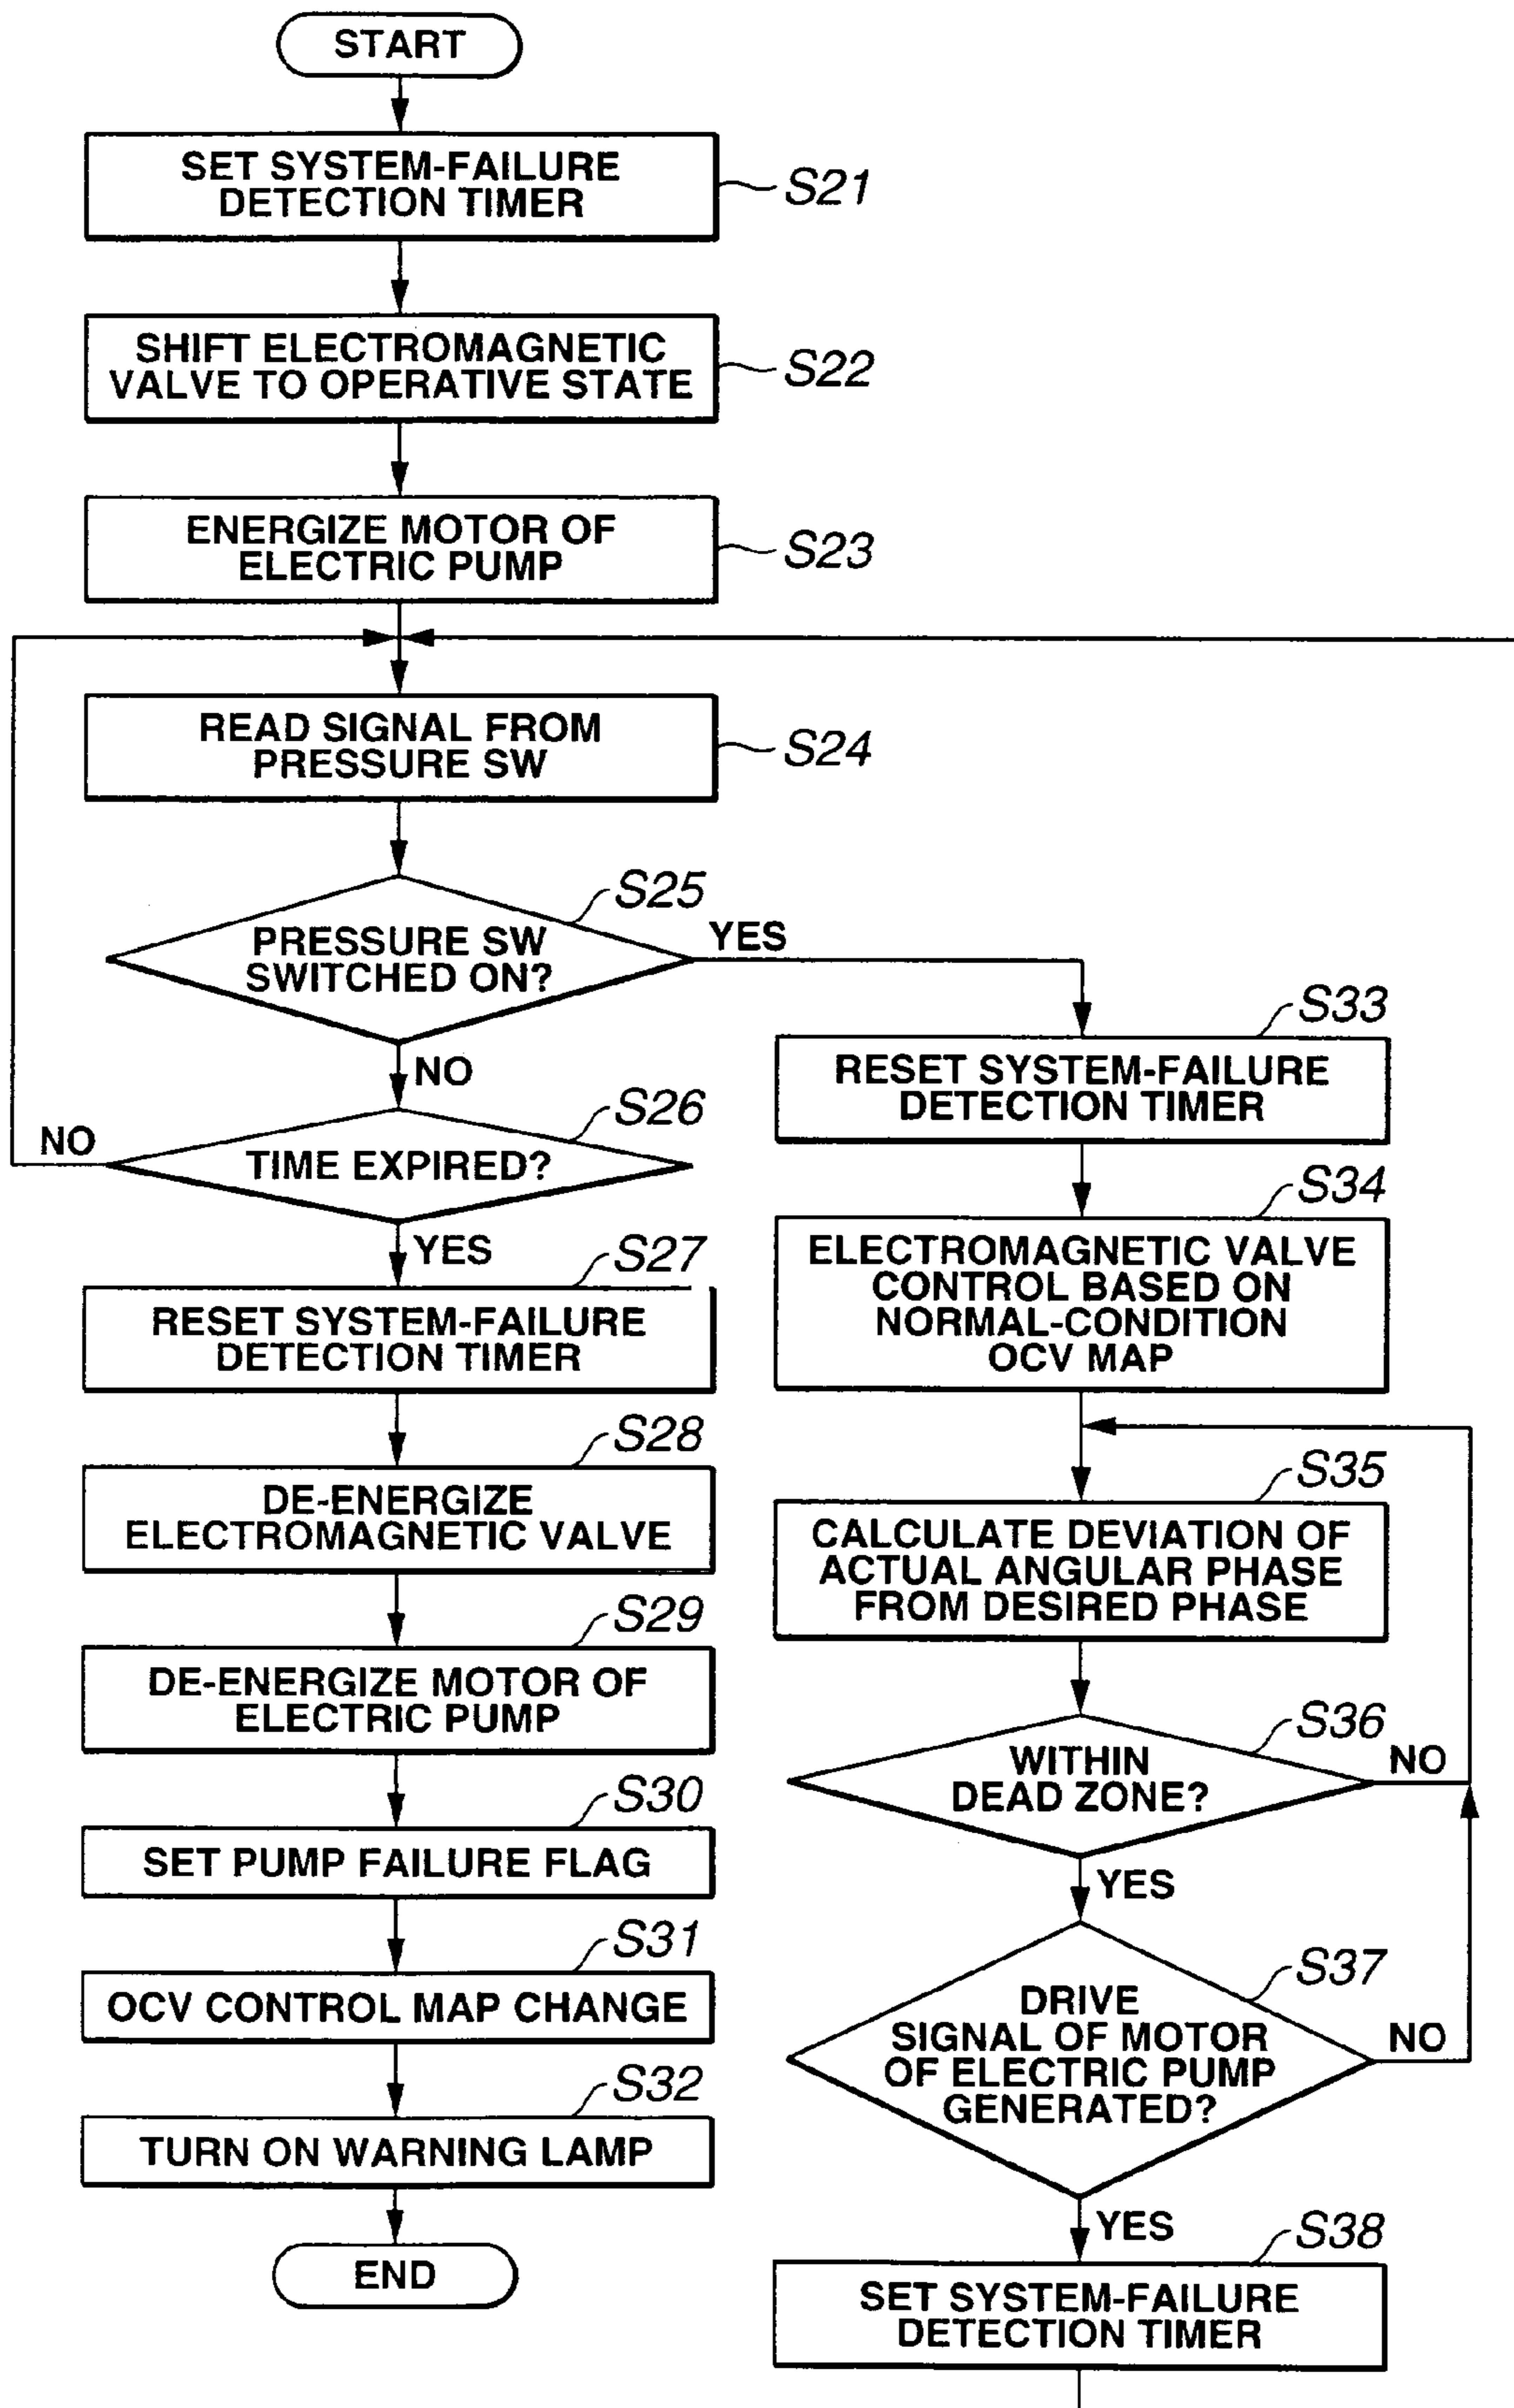 START
SET SYSTEM-FAILURE
DETECTION TIMER
S21
SHIFT ELECTROMAGNETIC
VALVE TO OPERATIVE STATE
S22
ENERGIZE MOTOR OF
ELECTRIC PUMP
S23
READ SIGNAL FROM
PRESSURE SW
S24
S25
PRESSURE SW
SWITCHED ON?
YES
NO
S26
TIME EXPIRED?
NO
YES
S27
RESET SYSTEM-FAILURE
DETECTION TIMER
S28
DE-ENERGIZE
ELECTROMAGNETIC VALVE
S29
DE-ENERGIZE MOTOR OF
ELECTRIC PUMP
S30
SET PUMP FAILURE FLAG
S31
OCV CONTROL MAP CHANGE
S32
TURN ON WARNING LAMP
END
S33
RESET SYSTEM-FAILURE
DETECTION TIMER
S34
ELECTROMAGNETIC VALVE
CONTROL BASED ON
NORMAL-CONDITION
OCV MAP
S35
CALCULATE DEVIATION OF
ACTUAL ANGULAR PHASE
FROM DESIRED PHASE
S36
WITHIN
DEAD ZONE?
NO
YES
S37
DRIVE
SIGNAL OF MOTOR
OF ELECTRIC PUMP
GENERATED?
NO
YES
S38
SET SYSTEM-FAILURE
DETECTION TIMER